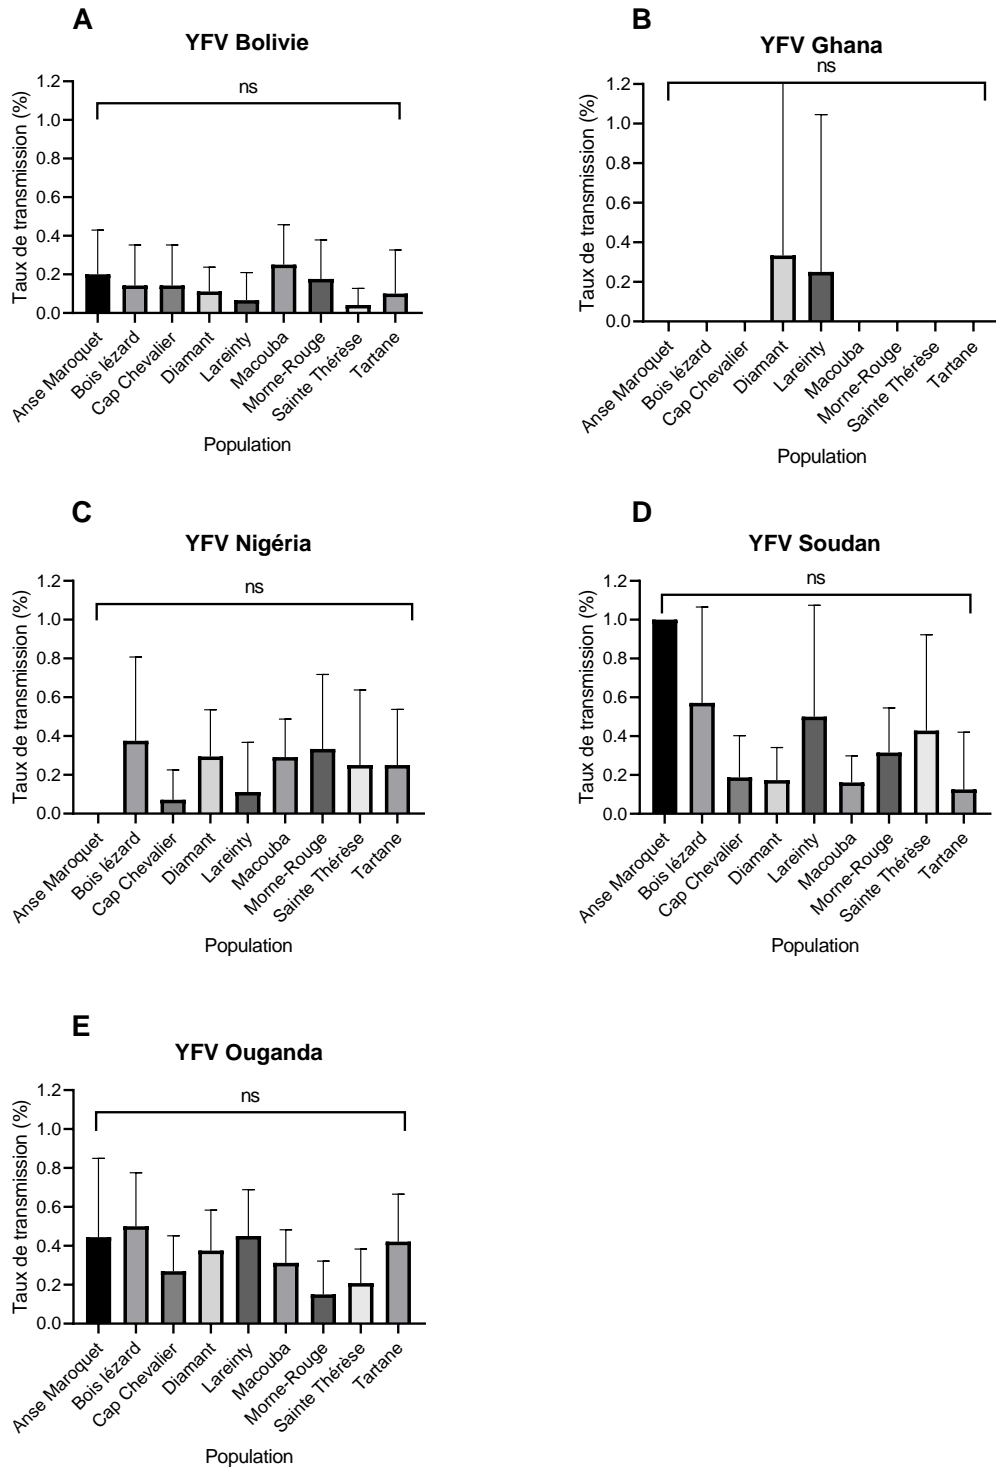 A
YFV Bolivie
ns
Taux de transmission (%)
1.2
1.0
0.8
0.6
0.4
0.2
0.0
Anse Maroquet
Bois lézard
Cap Chevalier
Diamant
Lareinty
Macouba
Morne-Rouge
Sainte Thérèse
Tartane
Population
B
YFV Ghana
ns
Taux de transmission (%)
1.2
1.0
0.8
0.6
0.4
0.2
0.0
Anse Maroquet
Bois lézard
Cap Chevalier
Diamant
Lareinty
Macouba
Morne-Rouge
Sainte Thérèse
Tartane
Population
C
YFV Nigéria
ns
Taux de transmission (%)
1.2
1.0
0.8
0.6
0.4
0.2
0.0
Anse Maroquet
Bois lézard
Cap Chevalier
Diamant
Lareinty
Macouba
Morne-Rouge
Sainte Thérèse
Tartane
Population
D
YFV Soudan
ns
Taux de transmission (%)
1.2
1.0
0.8
0.6
0.4
0.2
0.0
Anse Maroquet
Bois lézard
Cap Chevalier
Diamant
Lareinty
Macouba
Morne-Rouge
Sainte Thérèse
Tartane
Population
E
YFV Ouganda
ns
Taux de transmission (%)
1.2
1.0
0.8
0.6
0.4
0.2
0.0
Anse Maroquet
Bois lézard
Cap Chevalier
Diamant
Lareinty
Macouba
Morne-Rouge
Sainte Thérèse
Tartane
Population